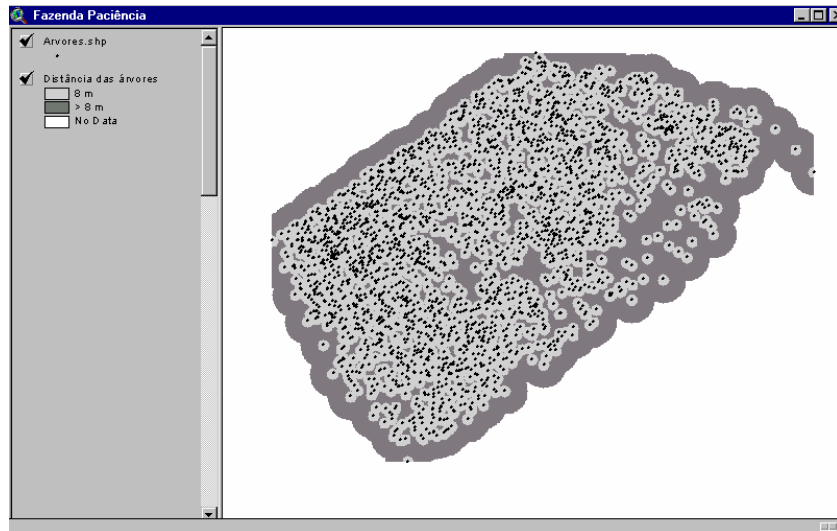 Fazenda Paciência
Arvores.shp
Distância das árvores
8 m
> 8 m
No Data